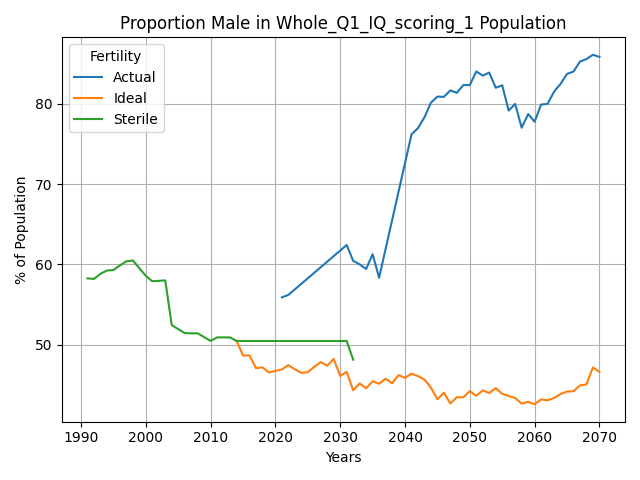 Proportion Male in Whole_Q1_IQ_scoring_1 Population
Fertility
Actual
Ideal
Sterile
% of Population
80
70
60
50
1990 2000 2010 2020 2030 2040 2050 2060 2070
Years